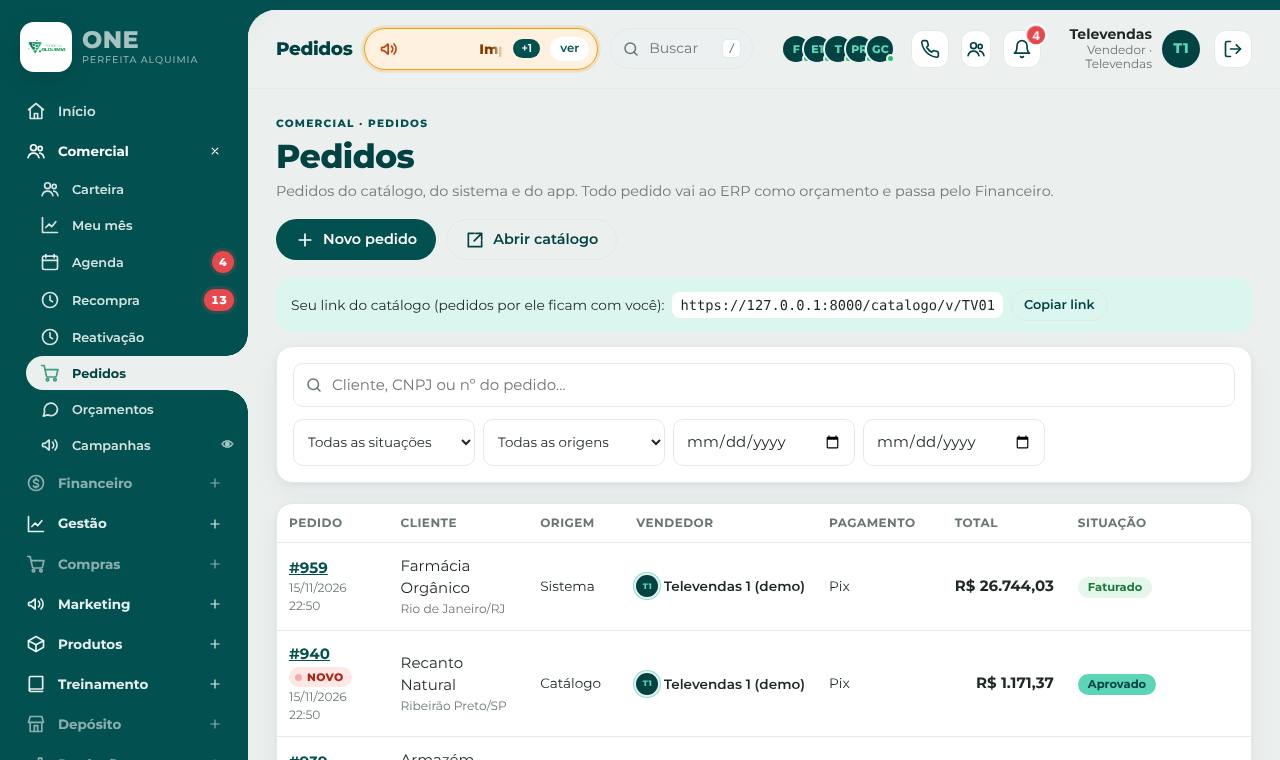 ONE
PERFEITA ALQUIMIA
Início
Comercial
Carteira
Meu mês
Agenda 4
Recompra 13
Reativação
Pedidos
Orçamentos
Campanhas
Financeiro
Gestão
Compras
Marketing
Produtos
Treinamento
Depósito
Pedidos
+1 ver
Buscar /
F E1 T PR GC
4
Televendas
Vendedor ·
Televendas
T1
COMERCIAL · PEDIDOS
Pedidos
Pedidos do catálogo, do sistema e do app. Todo pedido vai ao ERP como orçamento e passa pelo Financeiro.
Novo pedido Abrir catálogo
Seu link do catálogo (pedidos por ele ficam com você): https://127.0.0.1:8000/catalogo/v/TV01 Copiar link
Cliente, CNPJ ou nº do pedido...
Todas as situações Todas as origens mm/dd/yyyy mm/dd/yyyy
PEDIDO CLIENTE ORIGEM VENDEDOR PAGAMENTO TOTAL SITUAÇÃO
#959
15/11/2026
22:50
Farmácia
Orgânico
Rio de Janeiro/RJ
Sistema
T1 Televendas 1 (demo)
Pix
R$ 26.744,03
Faturado
#940
NOVO
15/11/2026
22:50
Recanto
Natural
Ribeirão Preto/SP
Catálogo
T1 Televendas 1 (demo)
Pix
R$ 1.171,37
Aprovado